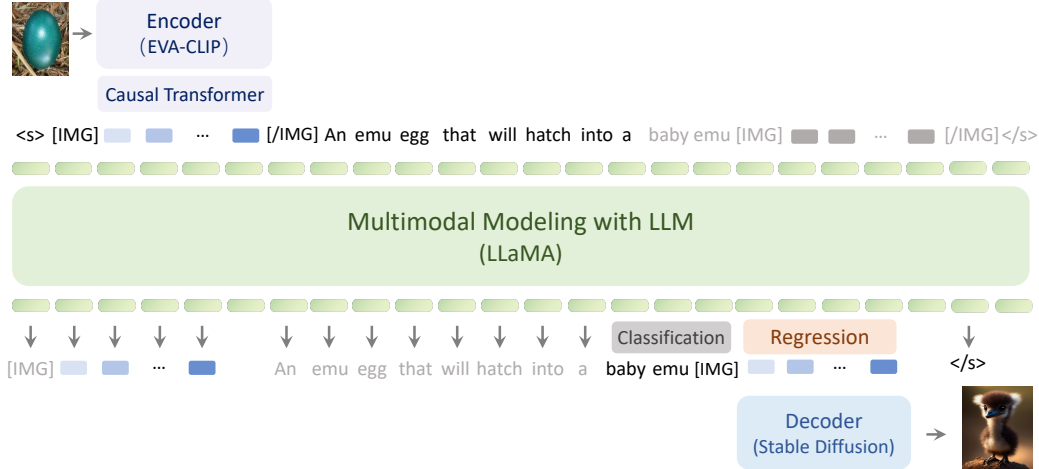 Encoder
(EVA-CLIP)
Causal Transformer
<s> [IMG] ... [/IMG] An emu egg that will hatch into a baby emu [IMG] ... [/IMG] </s>
Multimodal Modeling with LLM
(LLaMA)
Classification Regression
[IMG] ... An emu egg that will hatch into a baby emu [IMG] ... </s>
Decoder
(Stable Diffusion)